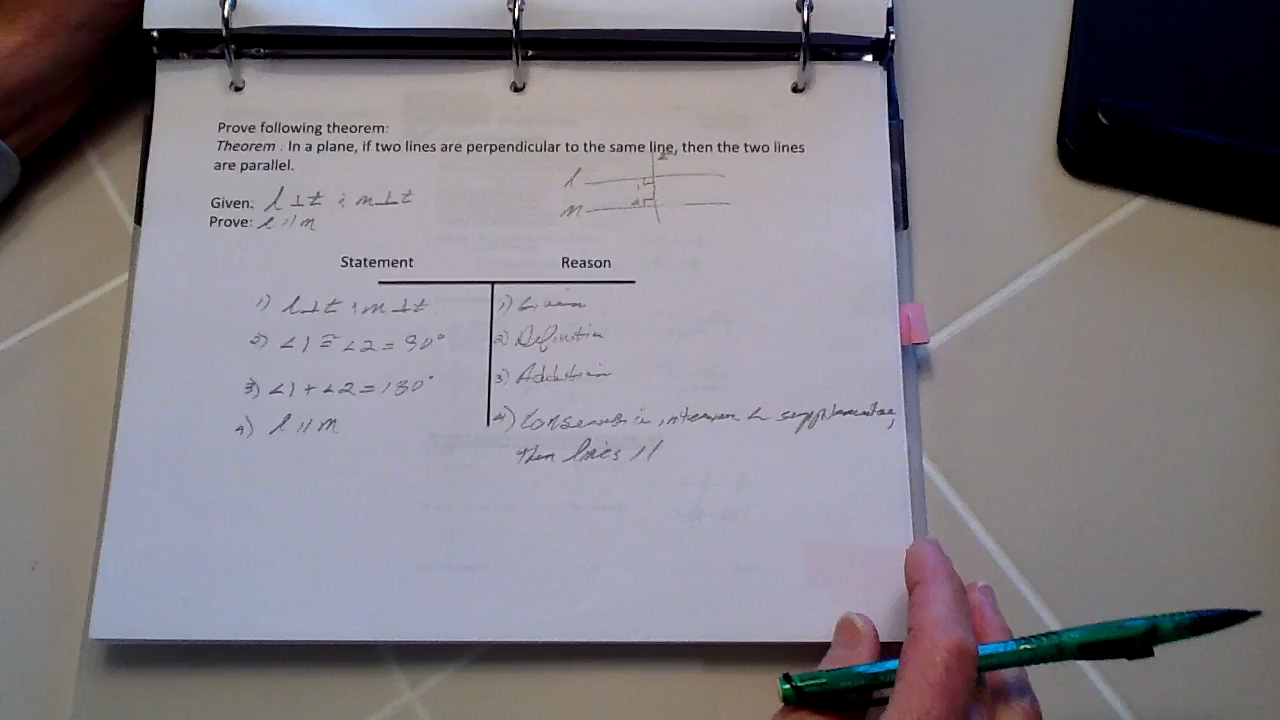 Prove following theorem:
Theorem : In a plane, if two lines are perpendicular to the same line, then the two lines
are parallel.
Given: l ⊥ t ; m ⊥ t
Prove: l // m
l
1
m
2
Statement Reason
1) l ⊥ t ; m ⊥ t 1) Given
2) ∠1 ≅ ∠2 = 90° 2) Definition
3) ∠1 + ∠2 = 180° 3) Addition
4) l // m 4) Consecutive interior ∠ supplementary,
then lines //